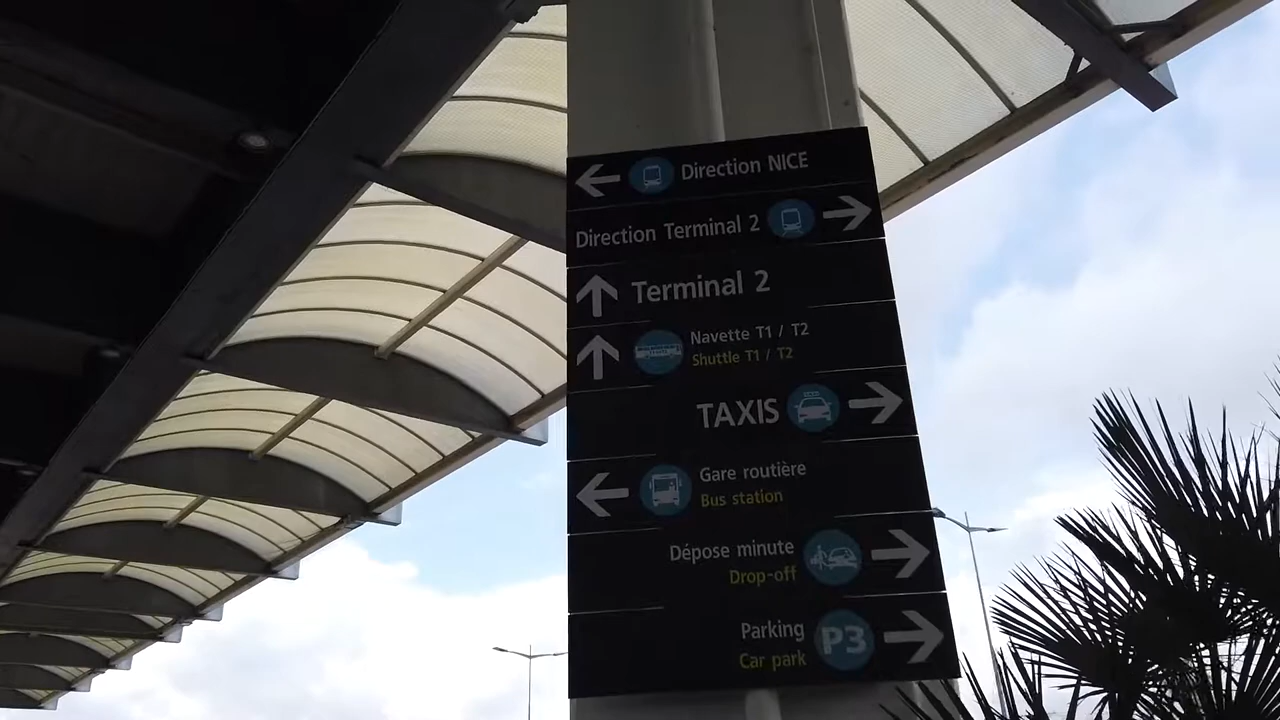 Direction NICE
Direction Terminal 2
Terminal 2
Navette T1 / T2
Shuttle T1 / T2
TAXIS
Gare routière
Bus station
Dépose minute
Drop-off
Parking
Car park
P3